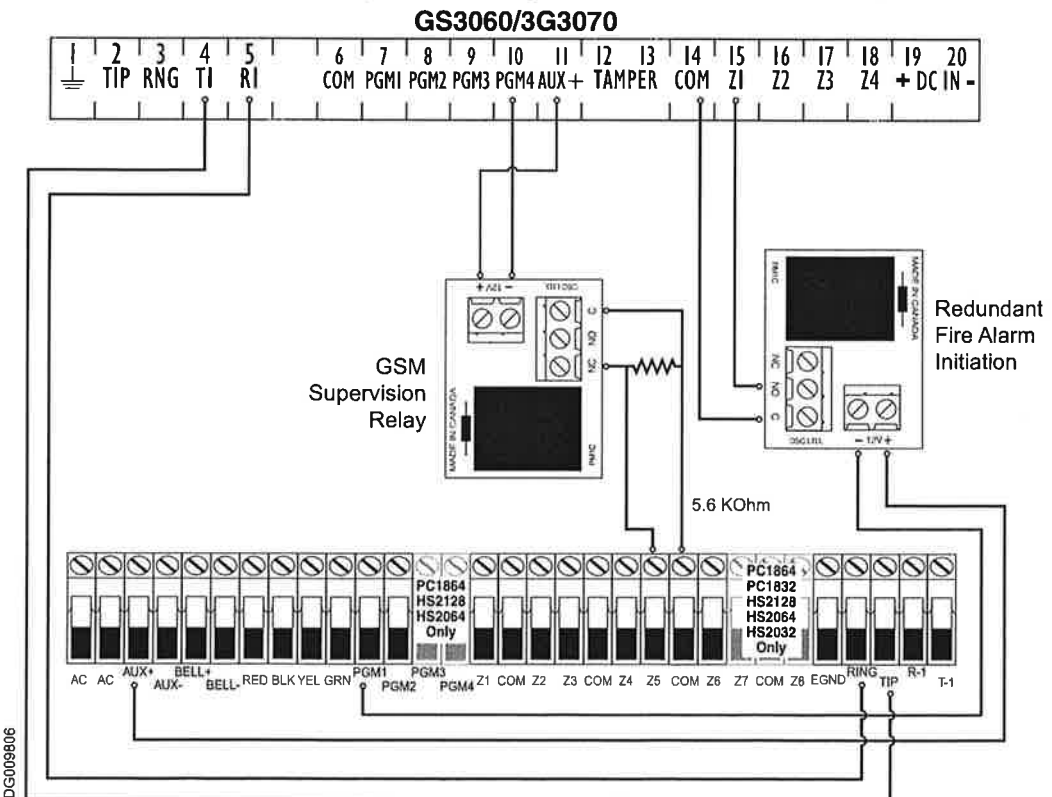 GS3060/3G3070
1 2 3 4 5 6 7 8 9 10 11 12 13 14 15 16 17 18 19 20
TIP RNG T1 R1 COM PGM1 PGM2 PGM3 PGM4 AUX+ TAMPER COM Z1 Z2 Z3 Z4 + DC IN -
+ 12V -
C
NO
NC
MADE IN CANADA
RM1C
GSM
Supervision
Relay
RM1C
MADE IN CANADA
NC
NO
C
- 12V +
Redundant
Fire Alarm
Initiation
5.6 KOhm
PC1864
HS2128
HS2064
Only
PC1864
PC1832
HS2128
HS2064
HS2032
Only
AC AC AUX+ AUX- BELL+ BELL- RED BLK YEL GRN PGM1 PGM2 PGM3 PGM4 Z1 COM Z2 Z3 COM Z4 Z5 COM Z6 Z7 COM Z8 EGND RING TIP R-1 T-1
DG009806